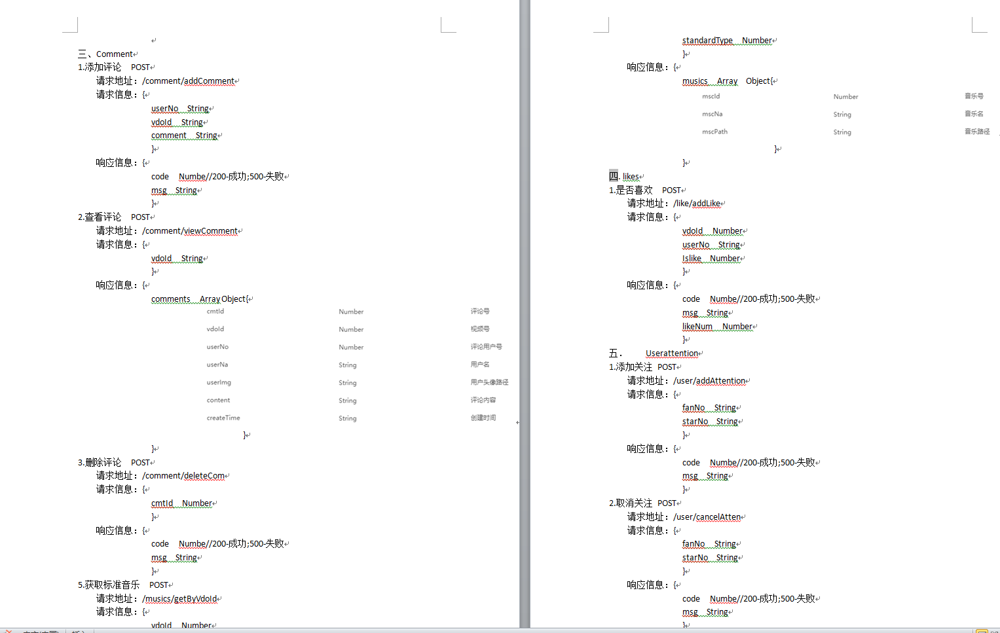 三、Comment
1.添加评论 POST
请求地址：/comment/addComment
请求信息：{
userNo String
vdoId String
comment String
}
响应信息：{
code Numbe//200-成功;500-失败
msg String
}
2.查看评论 POST
请求地址：/comment/viewComment
请求信息：{
vdoId String
}
响应信息：{
comments Array Object{
cmtId Number 评论号
vdoId Number 视频号
userNo Number 评论用户号
userNa String 用户名
userImg String 用户头像路径
content String 评论内容
createTime String 创建时间
}
}
3.删除评论 POST
请求地址：/comment/deleteCom
请求信息：{
cmtId Number
}
响应信息：{
code Numbe//200-成功;500-失败
msg String
}
5.获取标准音乐 POST
请求地址：/musics/getByVdoId
请求信息：{
vdoId Number
standardType Number
}
响应信息：{
musics Array Object{
mscId Number 音乐号
mscNa String 音乐名
mscPath String 音乐路径
}
}
四. likes
1.是否喜欢 POST
请求地址：/like/addLike
请求信息：{
vdoId Number
userNo String
Islike Number
}
响应信息：{
code Numbe//200-成功;500-失败
msg String
likeNum Number
}
五. Userattention
1.添加关注 POST
请求地址：/user/addAttention
请求信息：{
fanNo String
starNo String
}
响应信息：{
code Numbe//200-成功;500-失败
msg String
}
2.取消关注 POST
请求地址：/user/cancelAtten
请求信息：{
fanNo String
starNo String
}
响应信息：{
code Numbe//200-成功;500-失败
msg String
}